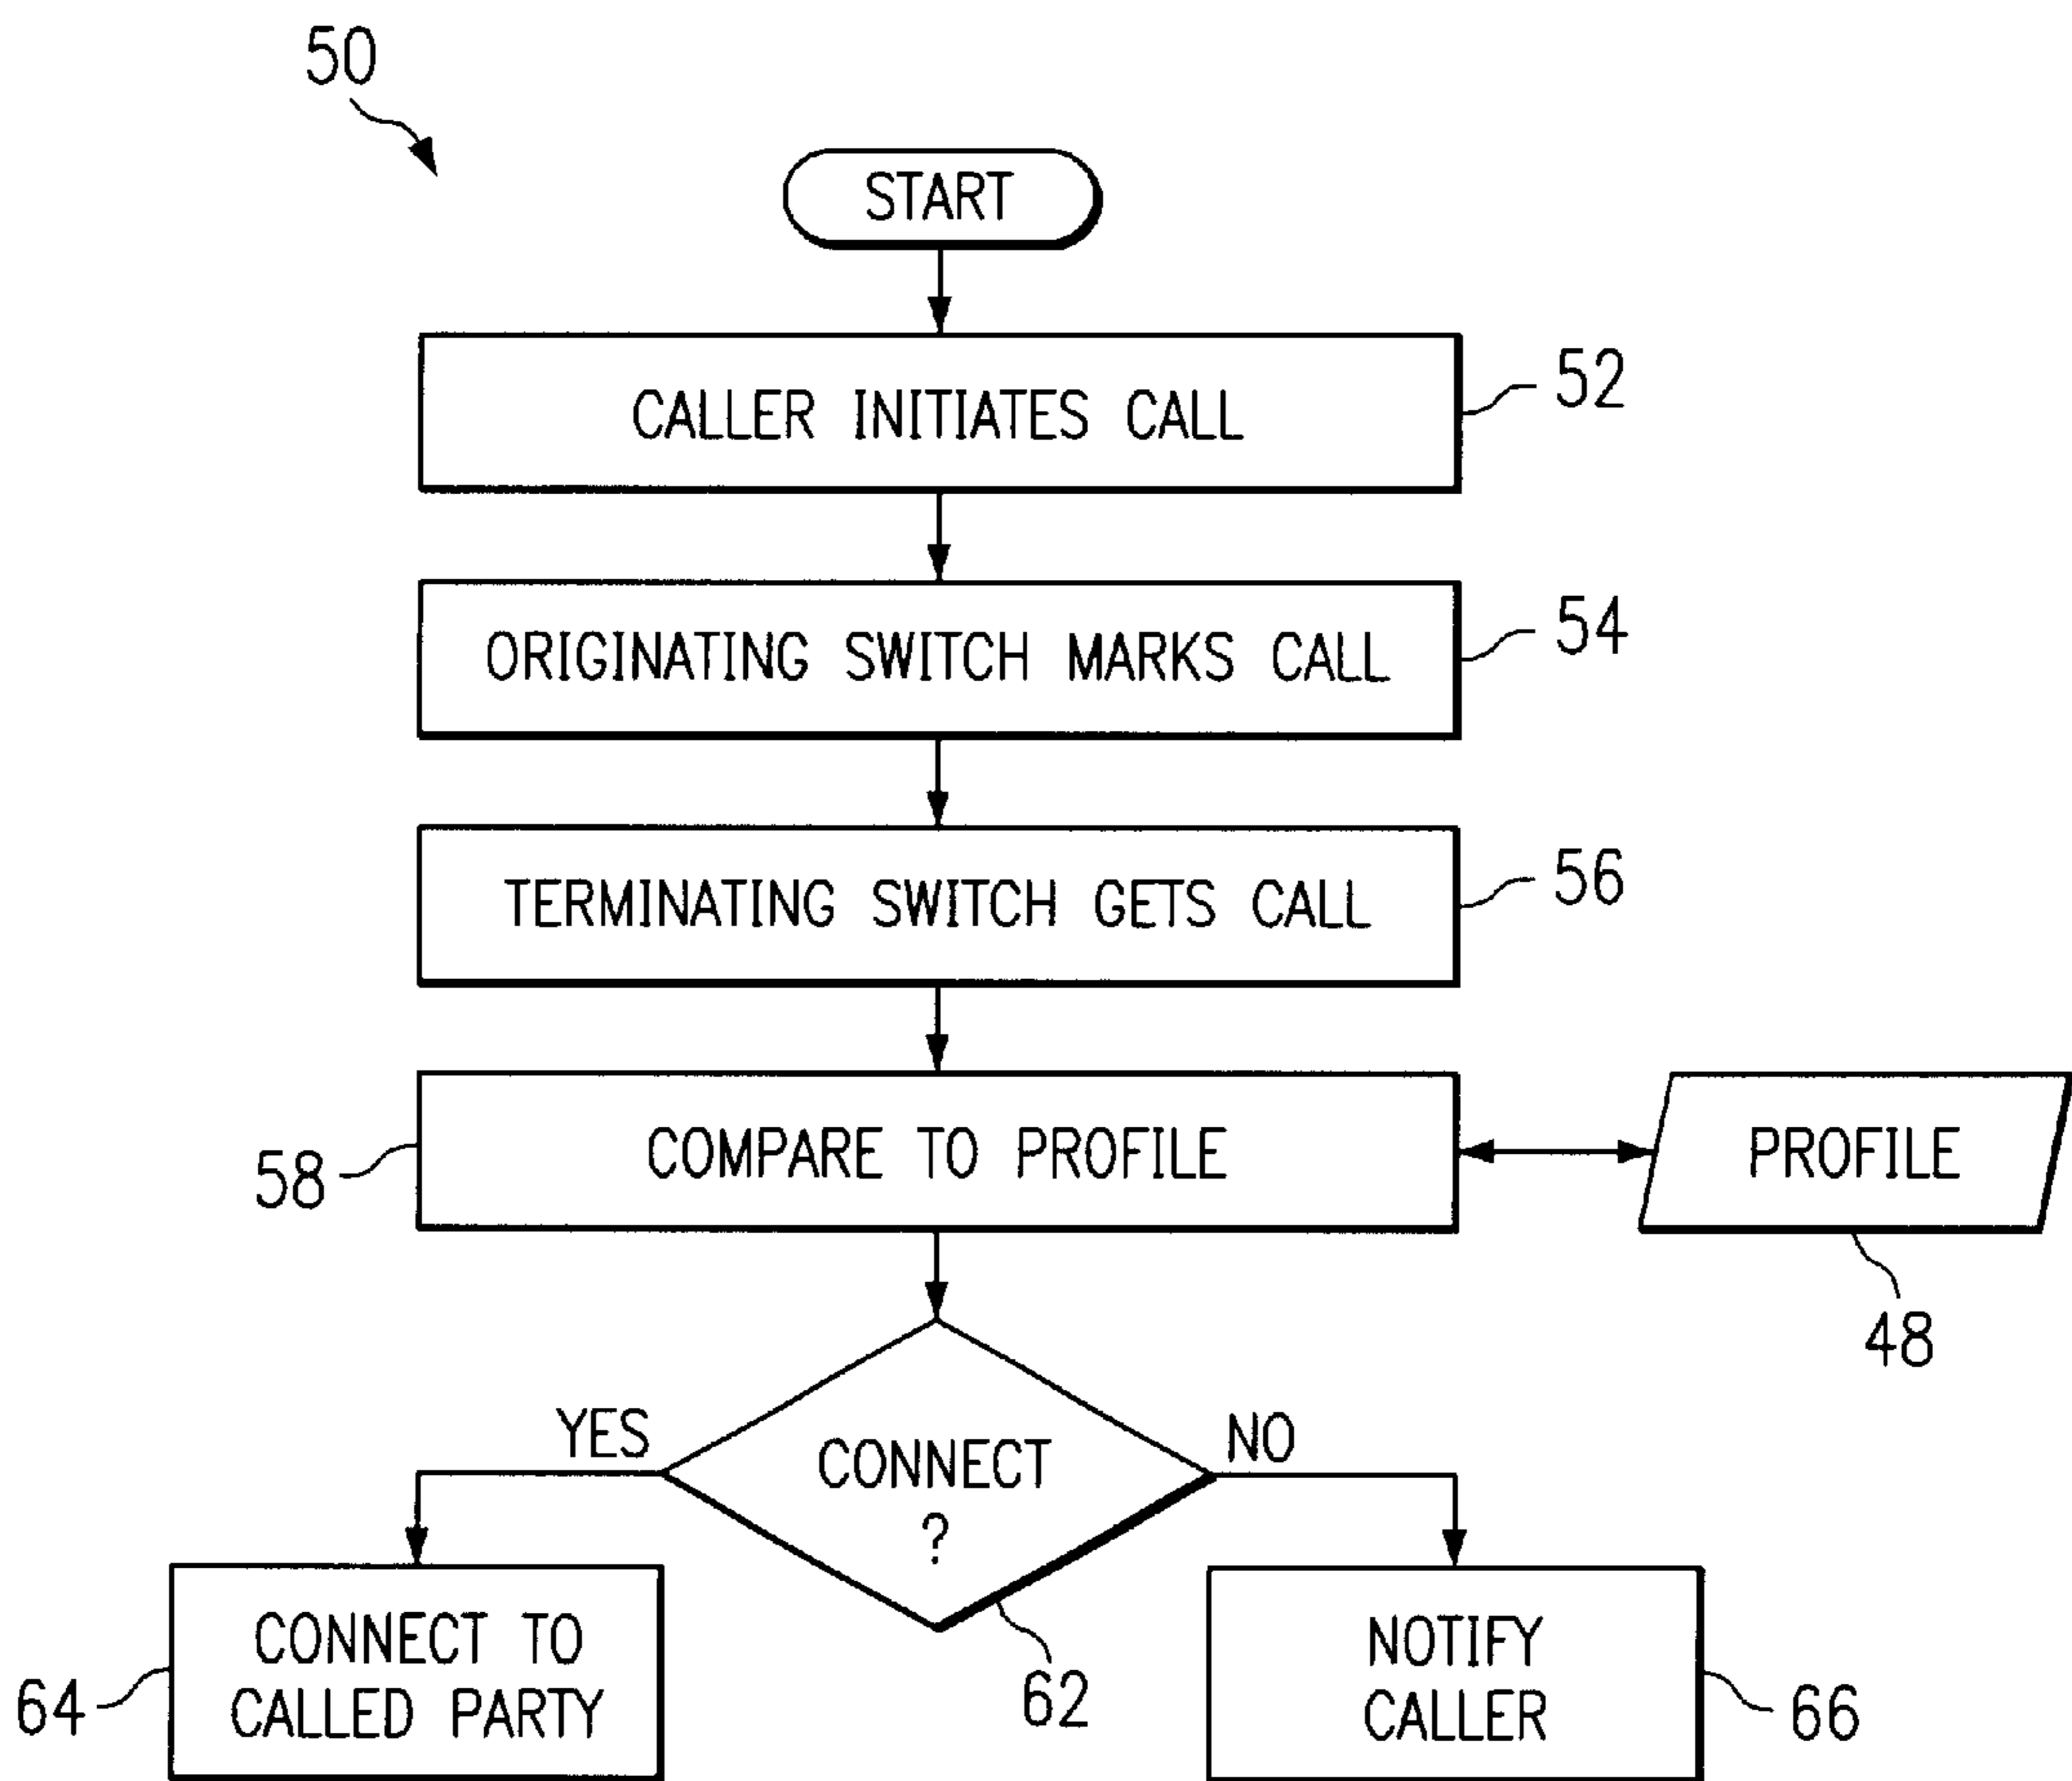 50
START
CALLER INITIATES CALL
52
ORIGINATING SWITCH MARKS CALL
54
TERMINATING SWITCH GETS CALL
56
COMPARE TO PROFILE
58
PROFILE
48
YES
CONNECT
?
NO
62
CONNECT TO
CALLED PARTY
64
NOTIFY
CALLER
66